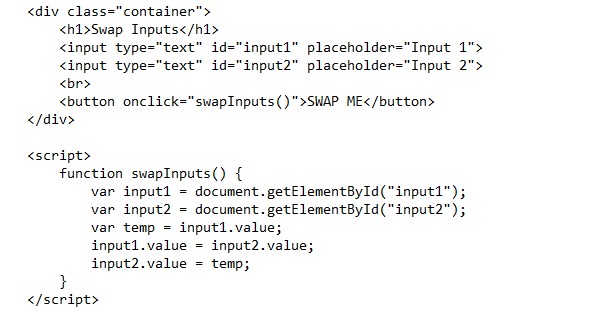 <div class="container">
    <h1>Swap Inputs</h1>
    <input type="text" id="input1" placeholder="Input 1">
    <input type="text" id="input2" placeholder="Input 2">
    <br>
    <button onclick="swapInputs()">SWAP ME</button>
</div>

<script>
    function swapInputs() {
        var input1 = document.getElementById("input1");
        var input2 = document.getElementById("input2");
        var temp = input1.value;
        input1.value = input2.value;
        input2.value = temp;
    }
</script>